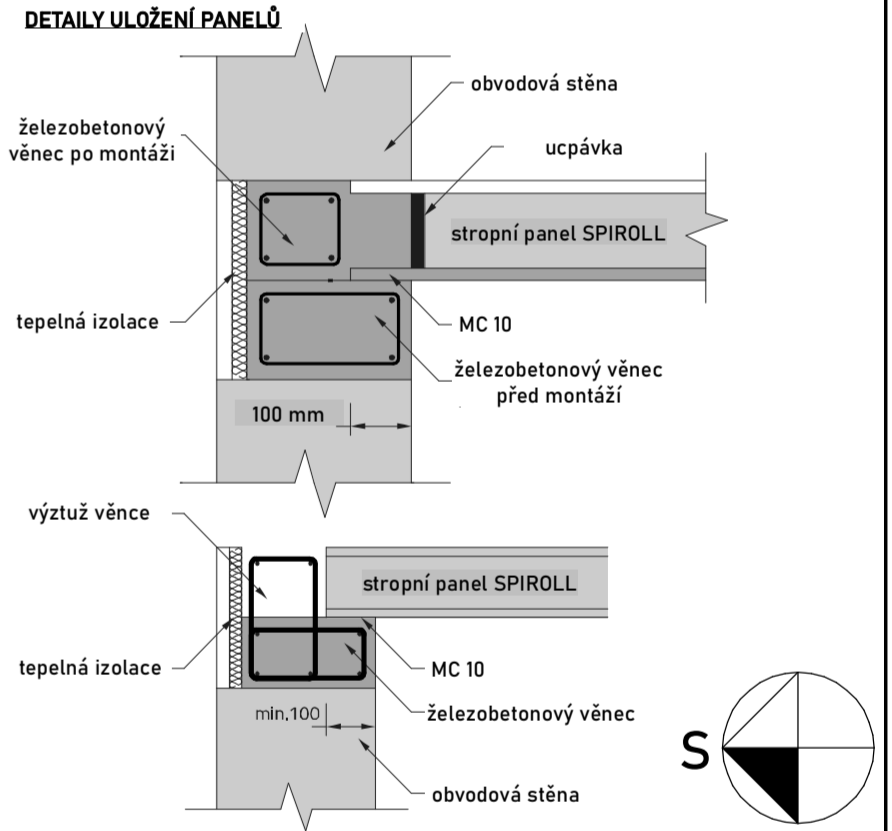 DETAILY ULOŽENÍ PANELŮ
obvodová stěna
železobetonový
věnec po montáži
ucpávka
stropní panel SPIROLL
tepelná izolace
MC 10
železobetonový věnec
před montáží
100 mm
výztuž věnce
stropní panel SPIROLL
tepelná izolace
MC 10
min.100
železobetonový věnec
S
obvodová stěna